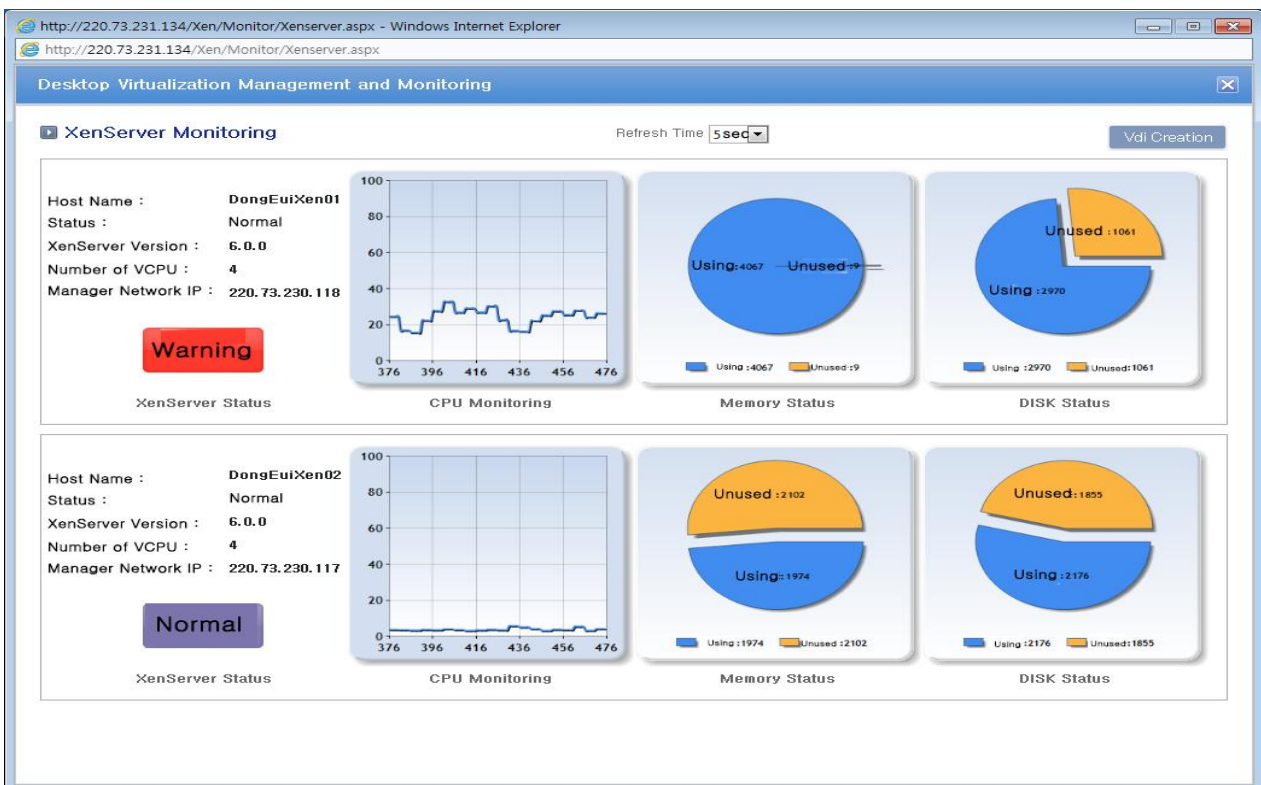 http://220.73.231.134/Xen/Monitor/Xenserver.aspx - Windows Internet Explorer
http://220.73.231.134/Xen/Monitor/Xenserver.aspx
Desktop Virtualization Management and Monitoring
XenServer Monitoring
Refresh Time 5sec
Vdi Creation
Host Name : DongEuiXen01
Status : Normal
XenServer Version : 6.0.0
Number of VCPU : 4
Manager Network IP : 220.73.230.118
Warning
XenServer Status
100
80
60
40
20
0
376 396 416 436 456 476
CPU Monitoring
Using:4067
Unused:9
Using :4067 Unused:9
Memory Status
Unused :1061
Using :2970
Using :2970 Unused:1061
DISK Status
Host Name : DongEuiXen02
Status : Normal
XenServer Version : 6.0.0
Number of VCPU : 4
Manager Network IP : 220.73.230.117
Normal
XenServer Status
100
80
60
40
20
0
376 396 416 436 456 476
CPU Monitoring
Unused :2102
Using:1974
Using :1974 Unused :2102
Memory Status
Unused:1855
Using :2176
Using :2176 Unused:1855
DISK Status